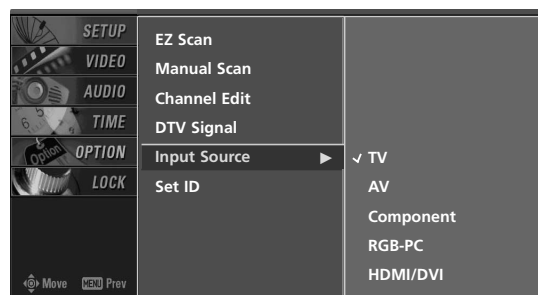 SETUP
VIDEO
AUDIO
TIME
OPTION
LOCK
Move MENU Prev
EZ Scan
Manual Scan
Channel Edit
DTV Signal
Input Source ▶
Set ID
✓ TV
AV
Component
RGB-PC
HDMI/DVI